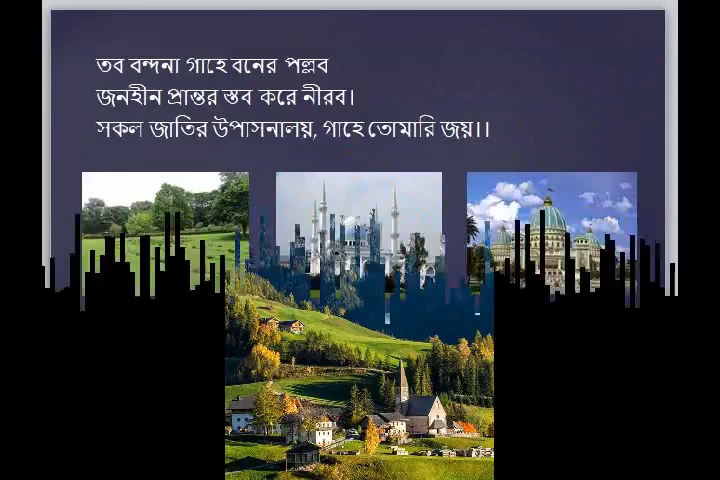 তব বন্দনা গাহে বনের পল্লব
জনহীন প্রান্তর স্তব করে নীরব।
সকল জাতির উপাসনালয়, গাহে তোমারি জয়।।